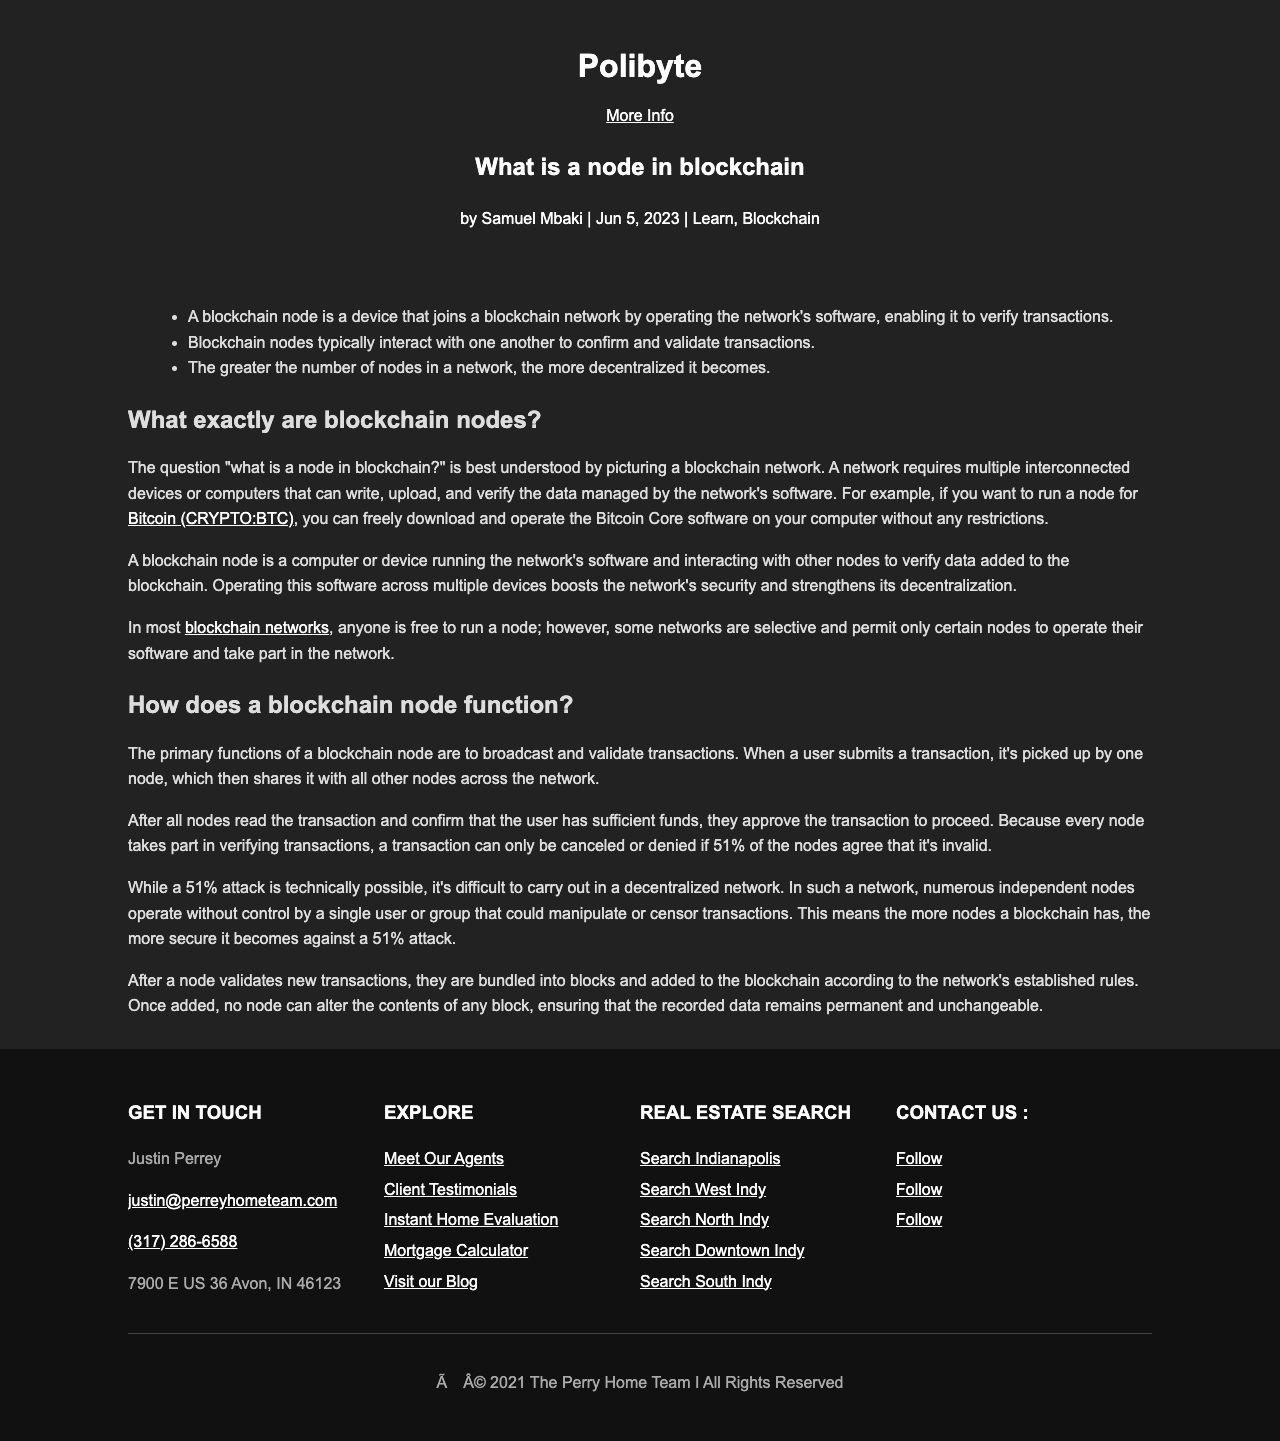 Polibyte
More Info
What is a node in blockchain
by Samuel Mbaki | Jun 5, 2023 | Learn, Blockchain
• A blockchain node is a device that joins a blockchain network by operating the network's software, enabling it to verify transactions.
• Blockchain nodes typically interact with one another to confirm and validate transactions.
• The greater the number of nodes in a network, the more decentralized it becomes.
What exactly are blockchain nodes?
The question "what is a node in blockchain?" is best understood by picturing a blockchain network. A network requires multiple interconnected
devices or computers that can write, upload, and verify the data managed by the network's software. For example, if you want to run a node for
Bitcoin (CRYPTO:BTC), you can freely download and operate the Bitcoin Core software on your computer without any restrictions.
A blockchain node is a computer or device running the network's software and interacting with other nodes to verify data added to the
blockchain. Operating this software across multiple devices boosts the network's security and strengthens its decentralization.
In most blockchain networks, anyone is free to run a node; however, some networks are selective and permit only certain nodes to operate their
software and take part in the network.
How does a blockchain node function?
The primary functions of a blockchain node are to broadcast and validate transactions. When a user submits a transaction, it's picked up by one
node, which then shares it with all other nodes across the network.
After all nodes read the transaction and confirm that the user has sufficient funds, they approve the transaction to proceed. Because every node
takes part in verifying transactions, a transaction can only be canceled or denied if 51% of the nodes agree that it's invalid.
While a 51% attack is technically possible, it's difficult to carry out in a decentralized network. In such a network, numerous independent nodes
operate without control by a single user or group that could manipulate or censor transactions. This means the more nodes a blockchain has, the
more secure it becomes against a 51% attack.
After a node validates new transactions, they are bundled into blocks and added to the blockchain according to the network's established rules.
Once added, no node can alter the contents of any block, ensuring that the recorded data remains permanent and unchangeable.
GET IN TOUCH
Justin Perrey
justin@perreyhometeam.com
(317) 286-6588
7900 E US 36 Avon, IN 46123
EXPLORE
Meet Our Agents
Client Testimonials
Instant Home Evaluation
Mortgage Calculator
Visit our Blog
REAL ESTATE SEARCH
Search Indianapolis
Search West Indy
Search North Indy
Search Downtown Indy
Search South Indy
CONTACT US :
Follow
Follow
Follow
Ã Â© 2021 The Perry Home Team I All Rights Reserved